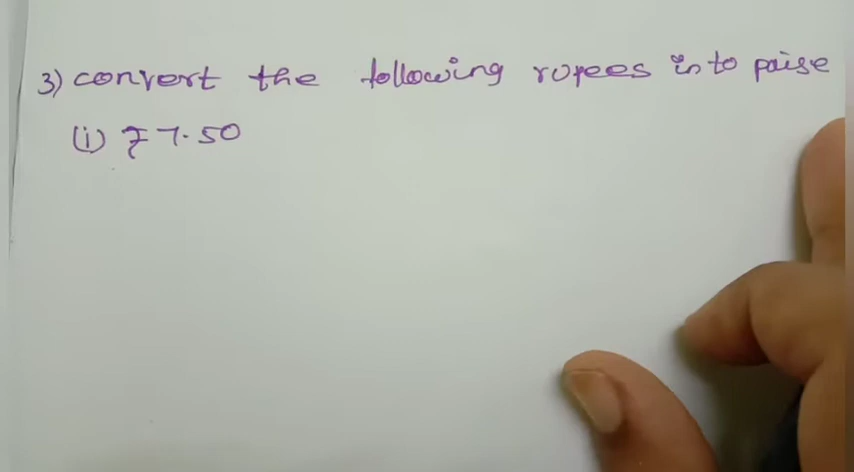 3) convert the following rupees into paise
(i) ₹ 7.50